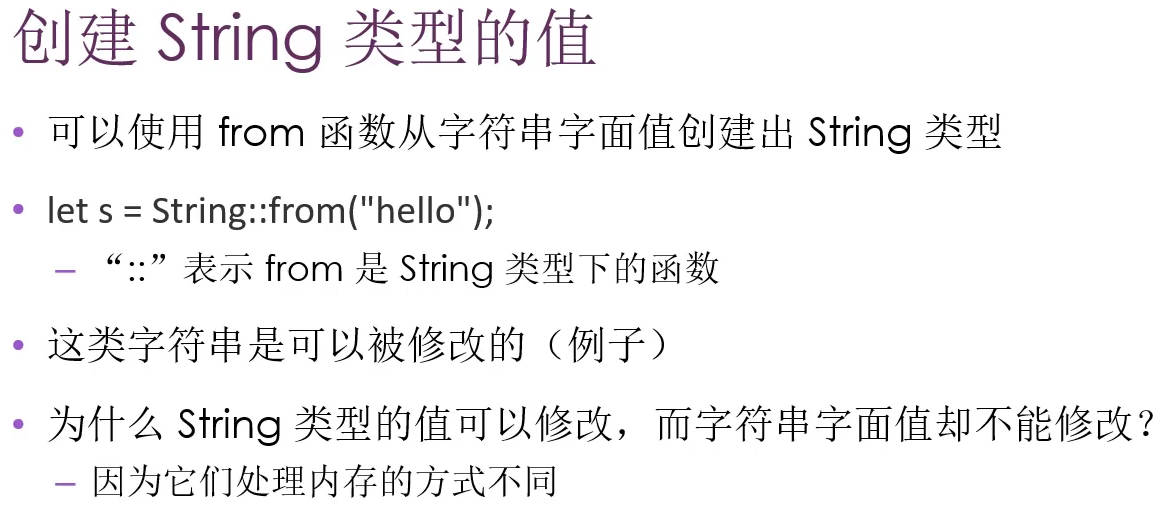 创建 String 类型的值
• 可以使用 from 函数从字符串字面值创建出 String 类型
• let s = String::from("hello");
– “::”表示 from 是 String 类型下的函数
• 这类字符串是可以被修改的（例子）
• 为什么 String 类型的值可以修改，而字符串字面值却不能修改？
– 因为它们处理内存的方式不同